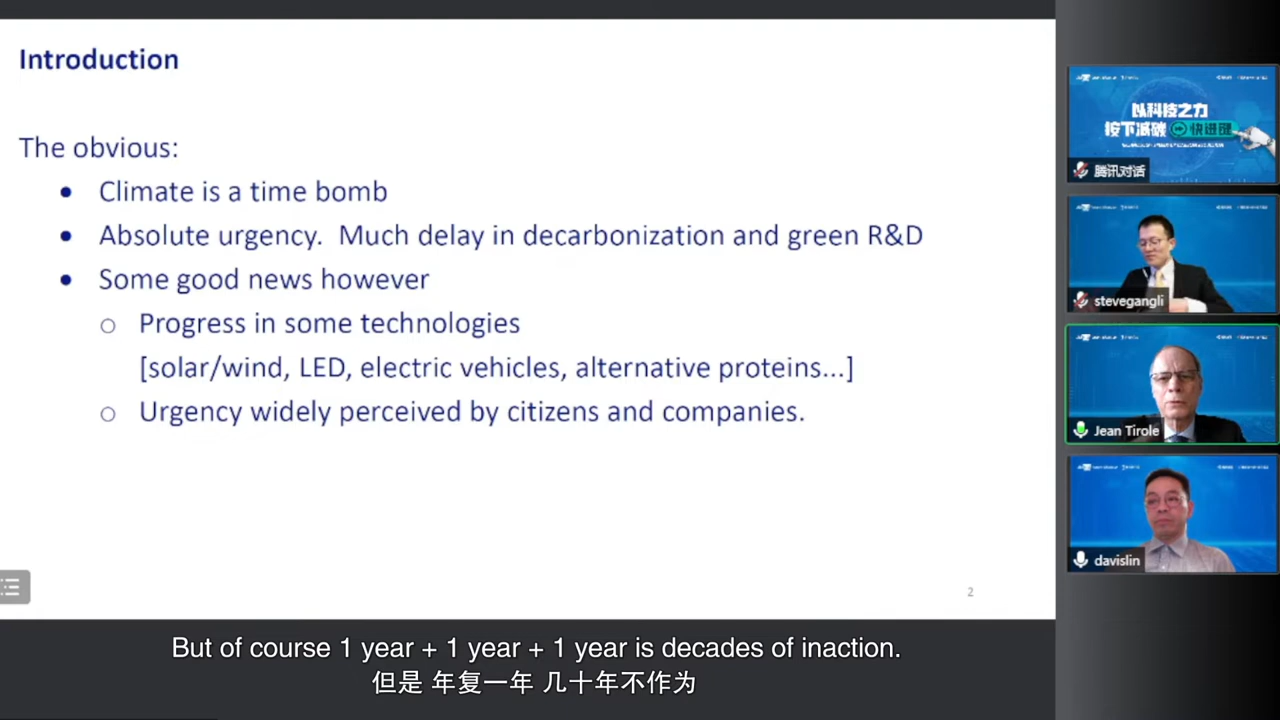 Introduction
The obvious:
• Climate is a time bomb
• Absolute urgency. Much delay in decarbonization and green R&D
• Some good news however
○ Progress in some technologies
[solar/wind, LED, electric vehicles, alternative proteins...]
○ Urgency widely perceived by citizens and companies.
2
以科技之力
按下减碳 快进键
腾讯对话
stevegangli
Jean Tirole
davislin
But of course 1 year + 1 year + 1 year is decades of inaction.
但是 年复一年 几十年不作为